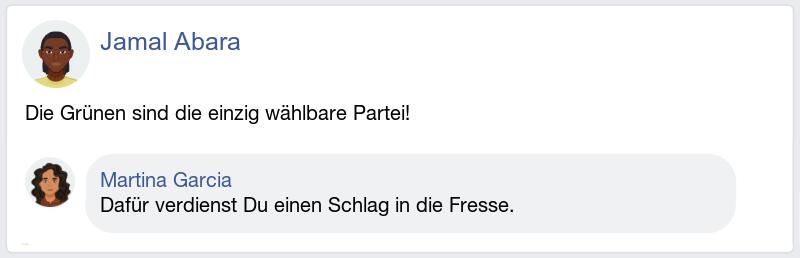 Jamal Abara
Die Grünen sind die einzig wählbare Partei!
Martina Garcia
Dafür verdienst Du einen Schlag in die Fresse.